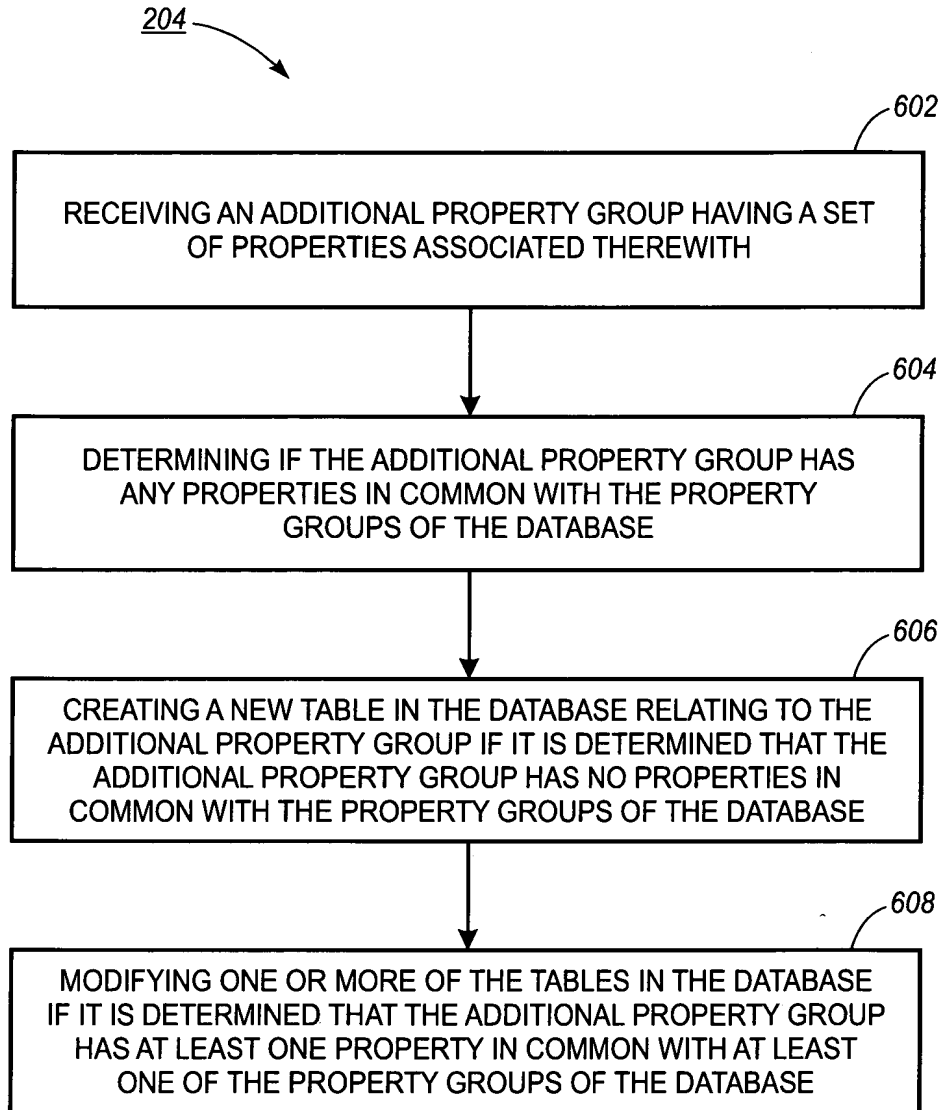 204
602
RECEIVING AN ADDITIONAL PROPERTY GROUP HAVING A SET
OF PROPERTIES ASSOCIATED THEREWITH
604
DETERMINING IF THE ADDITIONAL PROPERTY GROUP HAS
ANY PROPERTIES IN COMMON WITH THE PROPERTY
GROUPS OF THE DATABASE
606
CREATING A NEW TABLE IN THE DATABASE RELATING TO THE
ADDITIONAL PROPERTY GROUP IF IT IS DETERMINED THAT THE
ADDITIONAL PROPERTY GROUP HAS NO PROPERTIES IN
COMMON WITH THE PROPERTY GROUPS OF THE DATABASE
608
MODIFYING ONE OR MORE OF THE TABLES IN THE DATABASE
IF IT IS DETERMINED THAT THE ADDITIONAL PROPERTY GROUP
HAS AT LEAST ONE PROPERTY IN COMMON WITH AT LEAST
ONE OF THE PROPERTY GROUPS OF THE DATABASE